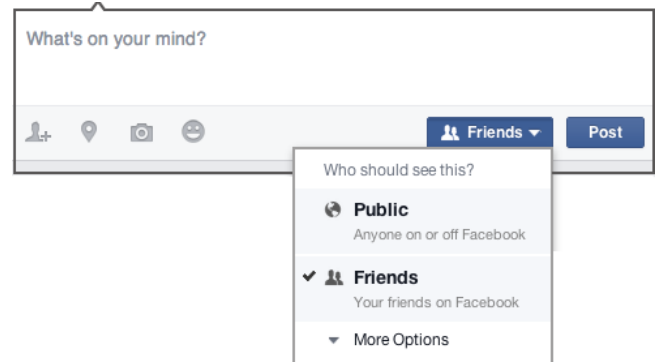 What's on your mind?
Friends
Post
Who should see this?
Public
Anyone on or off Facebook
Friends
Your friends on Facebook
More Options